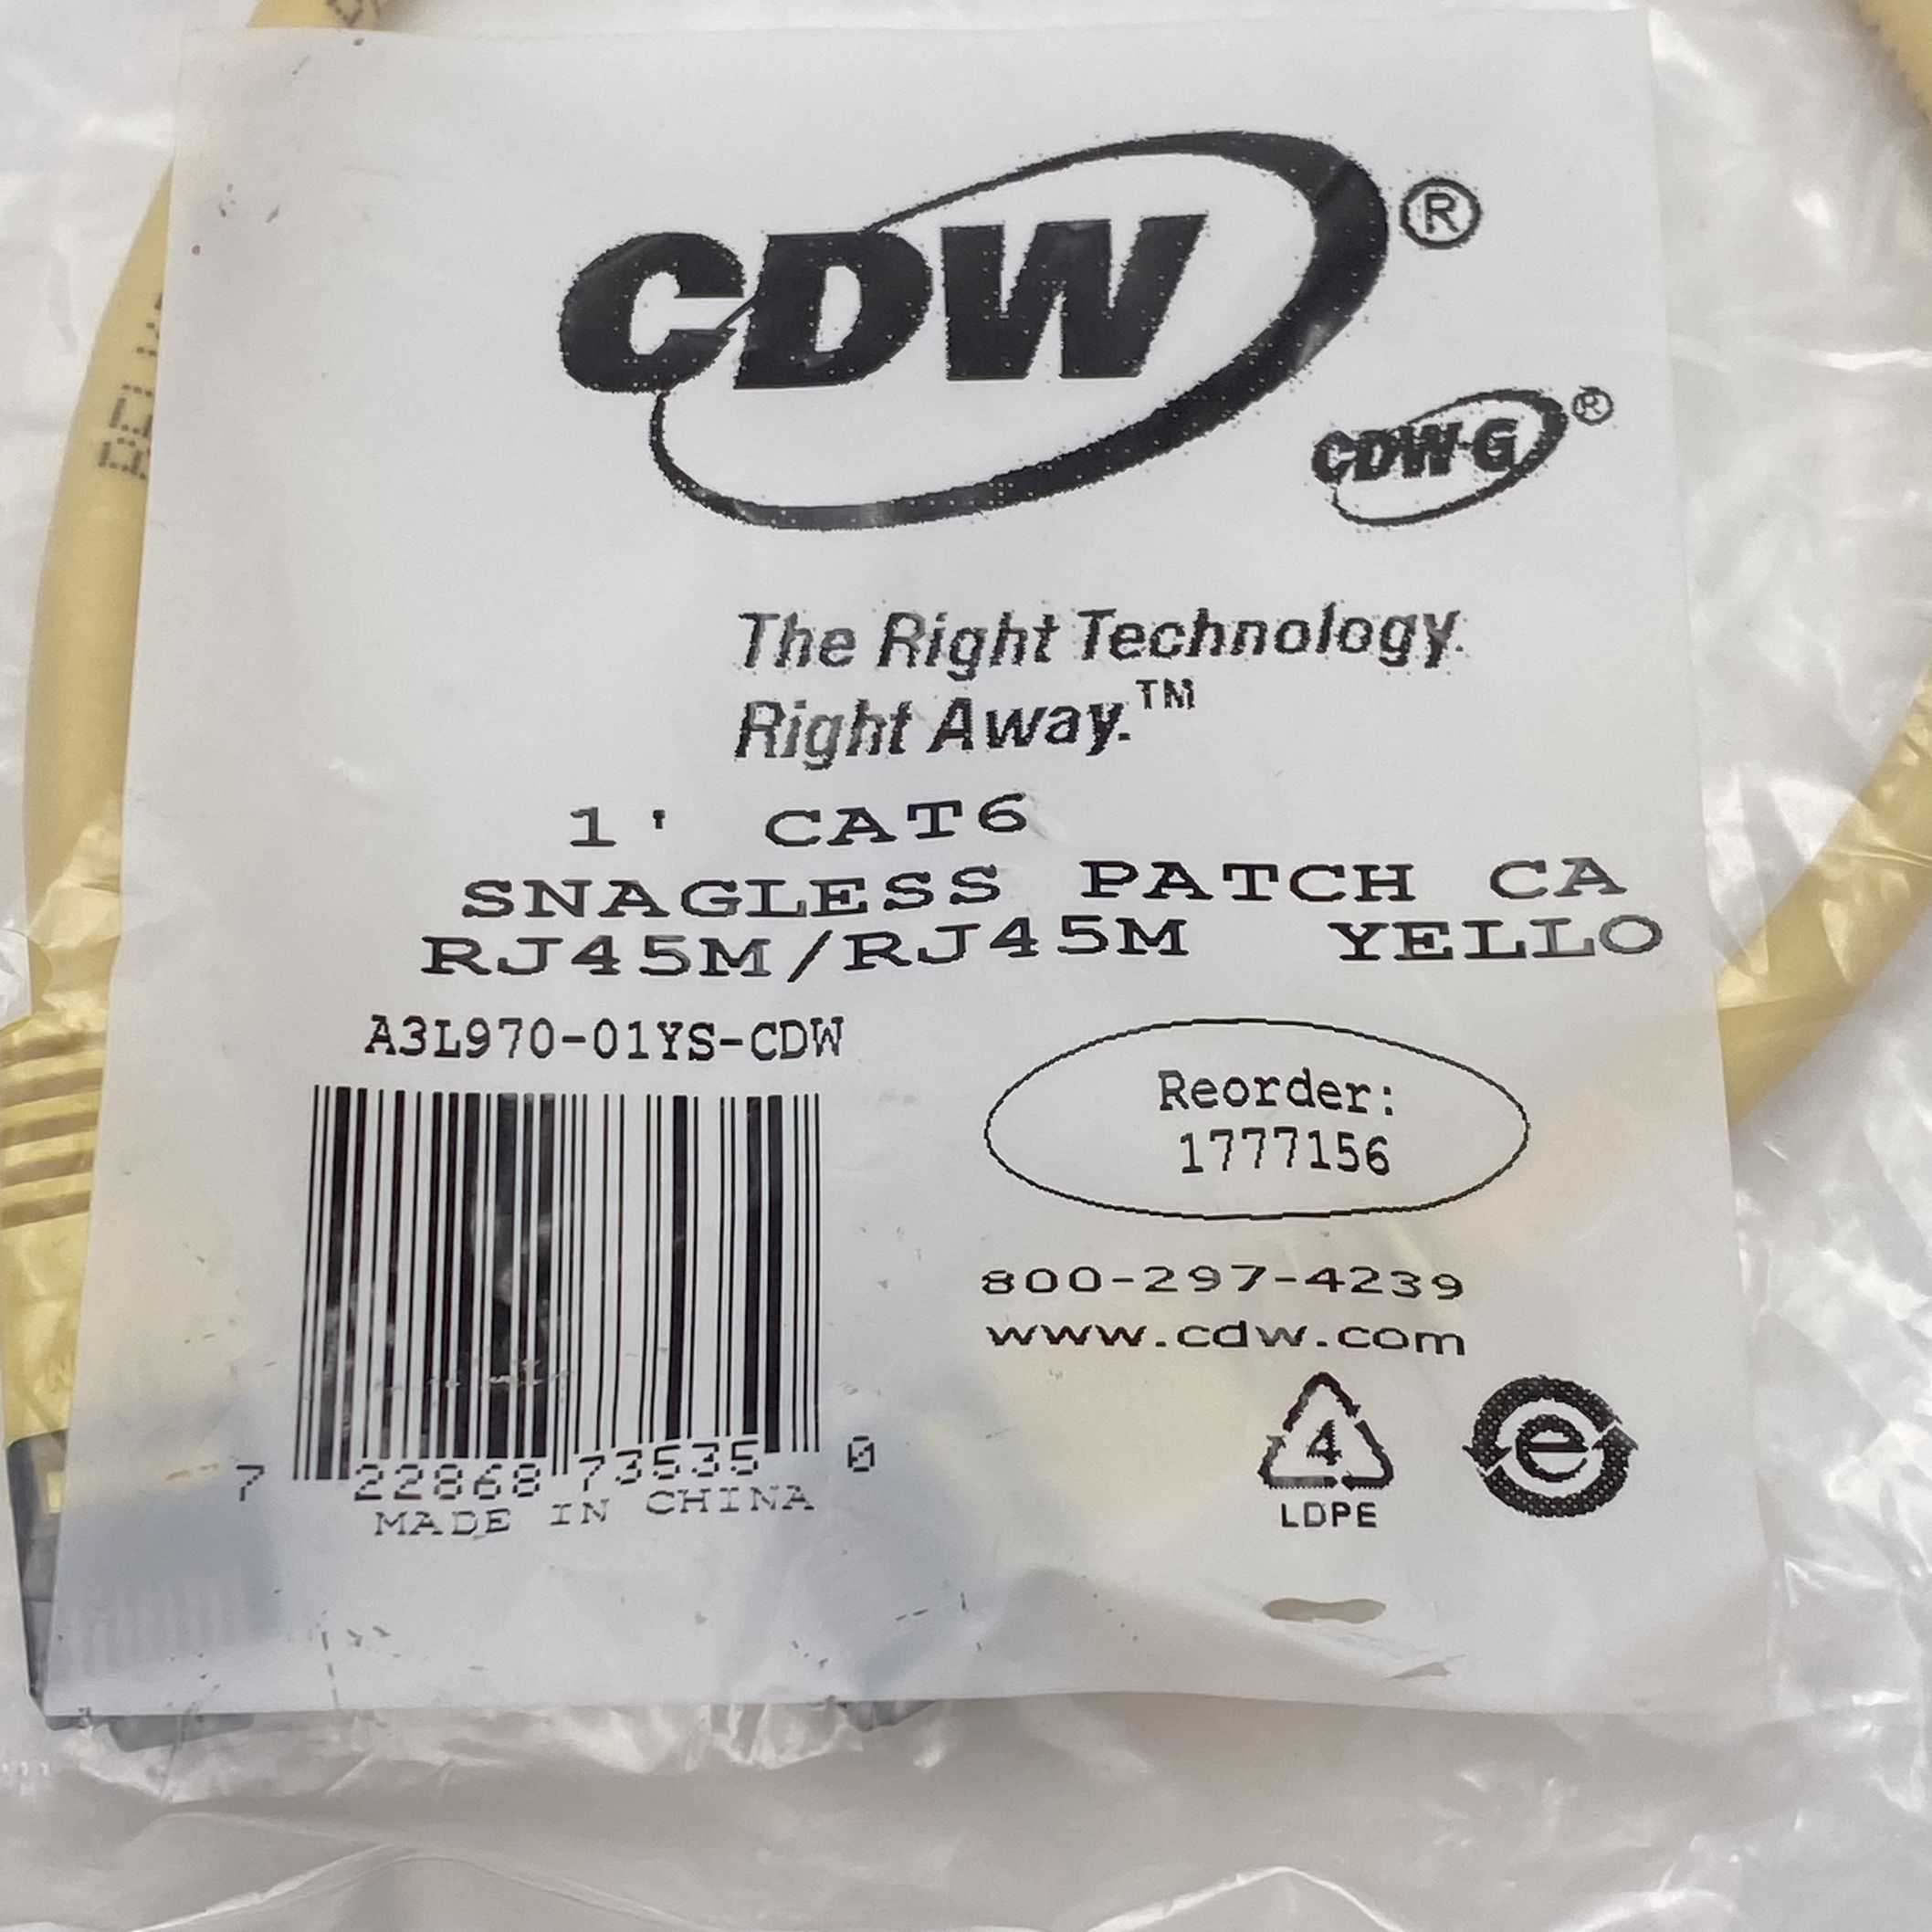 CDW®
CDW-G®
The Right Technology.
Right Away.™
1' CAT6
SNAGLESS PATCH CA
RJ45M/RJ45M YELLO
A3L970-01YS-CDW
Reorder:
1777156
800-297-4239
www.cdw.com
7 22868 73535 0
MADE IN CHINA
4
LDPE
e